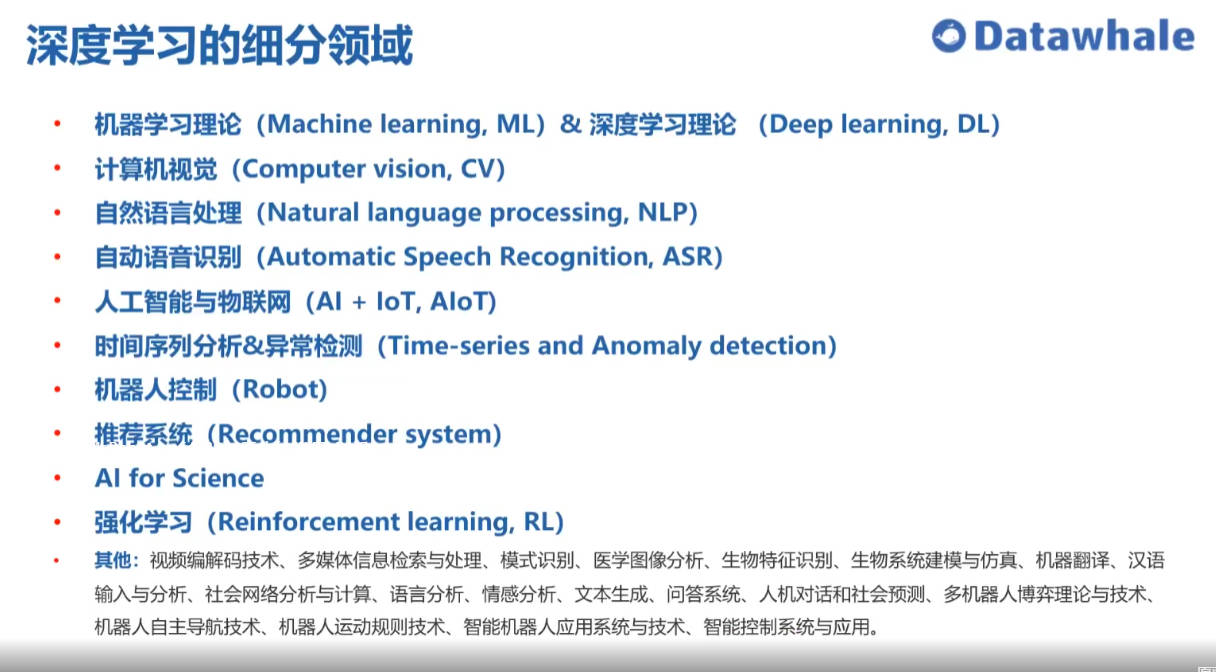 深度学习的细分领域
Datawhale
• 机器学习理论（Machine learning, ML）& 深度学习理论 （Deep learning, DL）
• 计算机视觉（Computer vision, CV）
• 自然语言处理（Natural language processing, NLP）
• 自动语音识别（Automatic Speech Recognition, ASR）
• 人工智能与物联网（AI + IoT, AIoT）
• 时间序列分析&异常检测（Time-series and Anomaly detection）
• 机器人控制（Robot）
• 推荐系统（Recommender system）
• AI for Science
• 强化学习（Reinforcement learning, RL）
• 其他：视频编解码技术、多媒体信息检索与处理、模式识别、医学图像分析、生物特征识别、生物系统建模与仿真、机器翻译、汉语
输入与分析、社会网络分析与计算、语言分析、情感分析、文本生成、问答系统、人机对话和社会预测、多机器人博弈理论与技术、
机器人自主导航技术、机器人运动规则技术、智能机器人应用系统与技术、智能控制系统与应用。